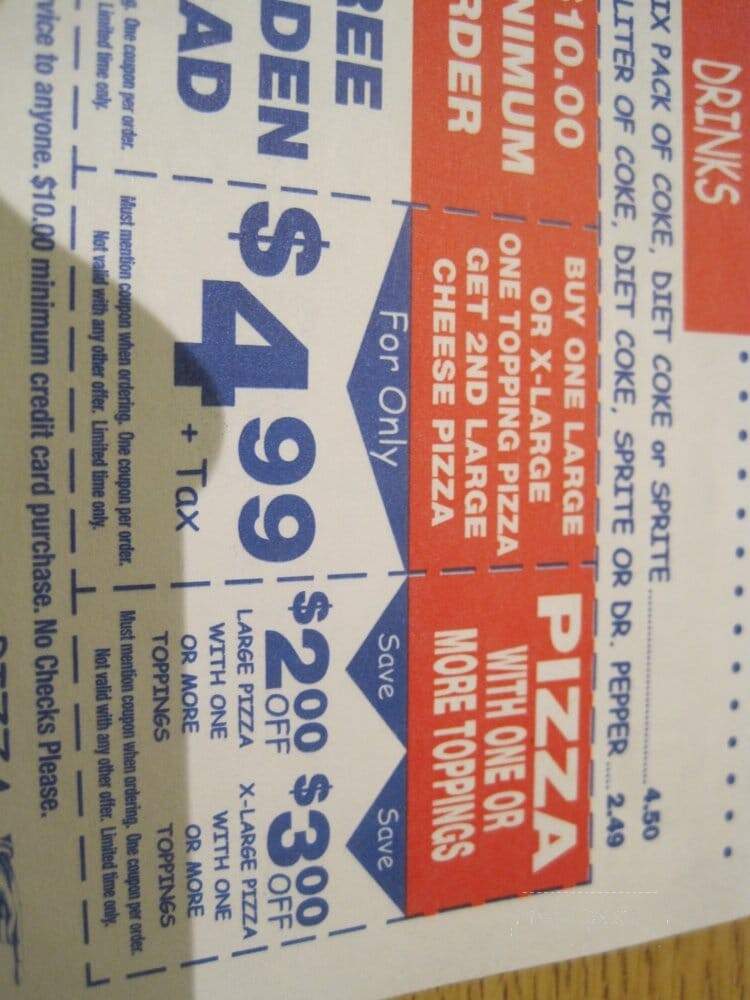 DRINKS
IX PACK OF COKE, DIET COKE or SPRITE ........ 4.50
LITER OF COKE, DIET COKE, SPRITE OR DR. PEPPER ..... 2.49
$10.00
NIMUM
RDER
REE
DEN
AD
g. One coupon per order.
Limited time only.
BUY ONE LARGE
OR X-LARGE
ONE TOPPING PIZZA
GET 2ND LARGE
CHEESE PIZZA
For Only
$4.99
+ Tax
Must mention coupon when ordering. One coupon per order.
Not valid with any other offer. Limited time only.
PIZZA
WITH ONE OR
MORE TOPPINGS
Save
$2.00
OFF
LARGE PIZZA
WITH ONE
OR MORE
TOPPINGS
Save
$3.00
OFF
X-LARGE PIZZA
WITH ONE
OR MORE
TOPPINGS
Must mention coupon when ordering. One coupon per order.
Not valid with any other offer. Limited time only.
rvice to anyone. $10.00 minimum credit card purchase. No Checks Please.